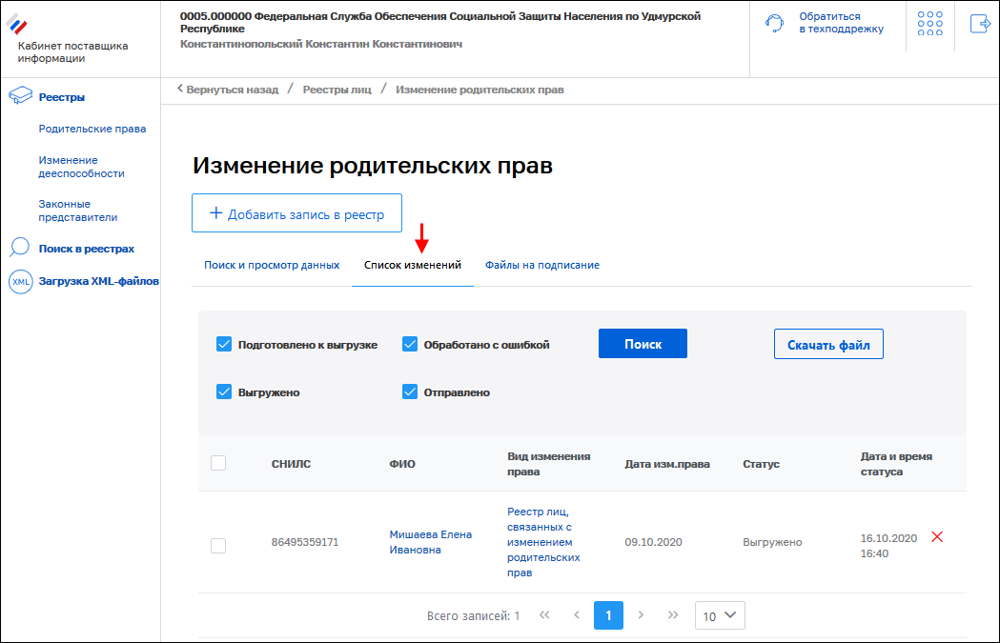 Кабинет поставщика
информации
0005.000000 Федеральная Служба Обеспечения Социальной Защиты Населения по Удмурской
Республике
Константинопольский Константин Константинович
Обратиться
в техподдрежку
Вернуться назад / Реестры лиц / Изменение родительских прав
Реестры
Родительские права
Изменение
дееспособности
Законные
представители
Поиск в реестрах
XML Загрузка XML-файлов
Изменение родительских прав
+ Добавить запись в реестр
Поиск и просмотр данных Список изменений Файлы на подписание
Подготовлено к выгрузке Обработано с ошибкой Поиск Скачать файл
Выгружено Отправлено
СНИЛС ФИО Вид изменения права Дата изм.права Статус Дата и время статуса
86495359171
Мишаева Елена
Ивановна
Реестр лиц,
связанных с
изменением
родительских
прав
09.10.2020
Выгружено
16.10.2020
16:40
Всего записей: 1 « ‹ 1 › » 10